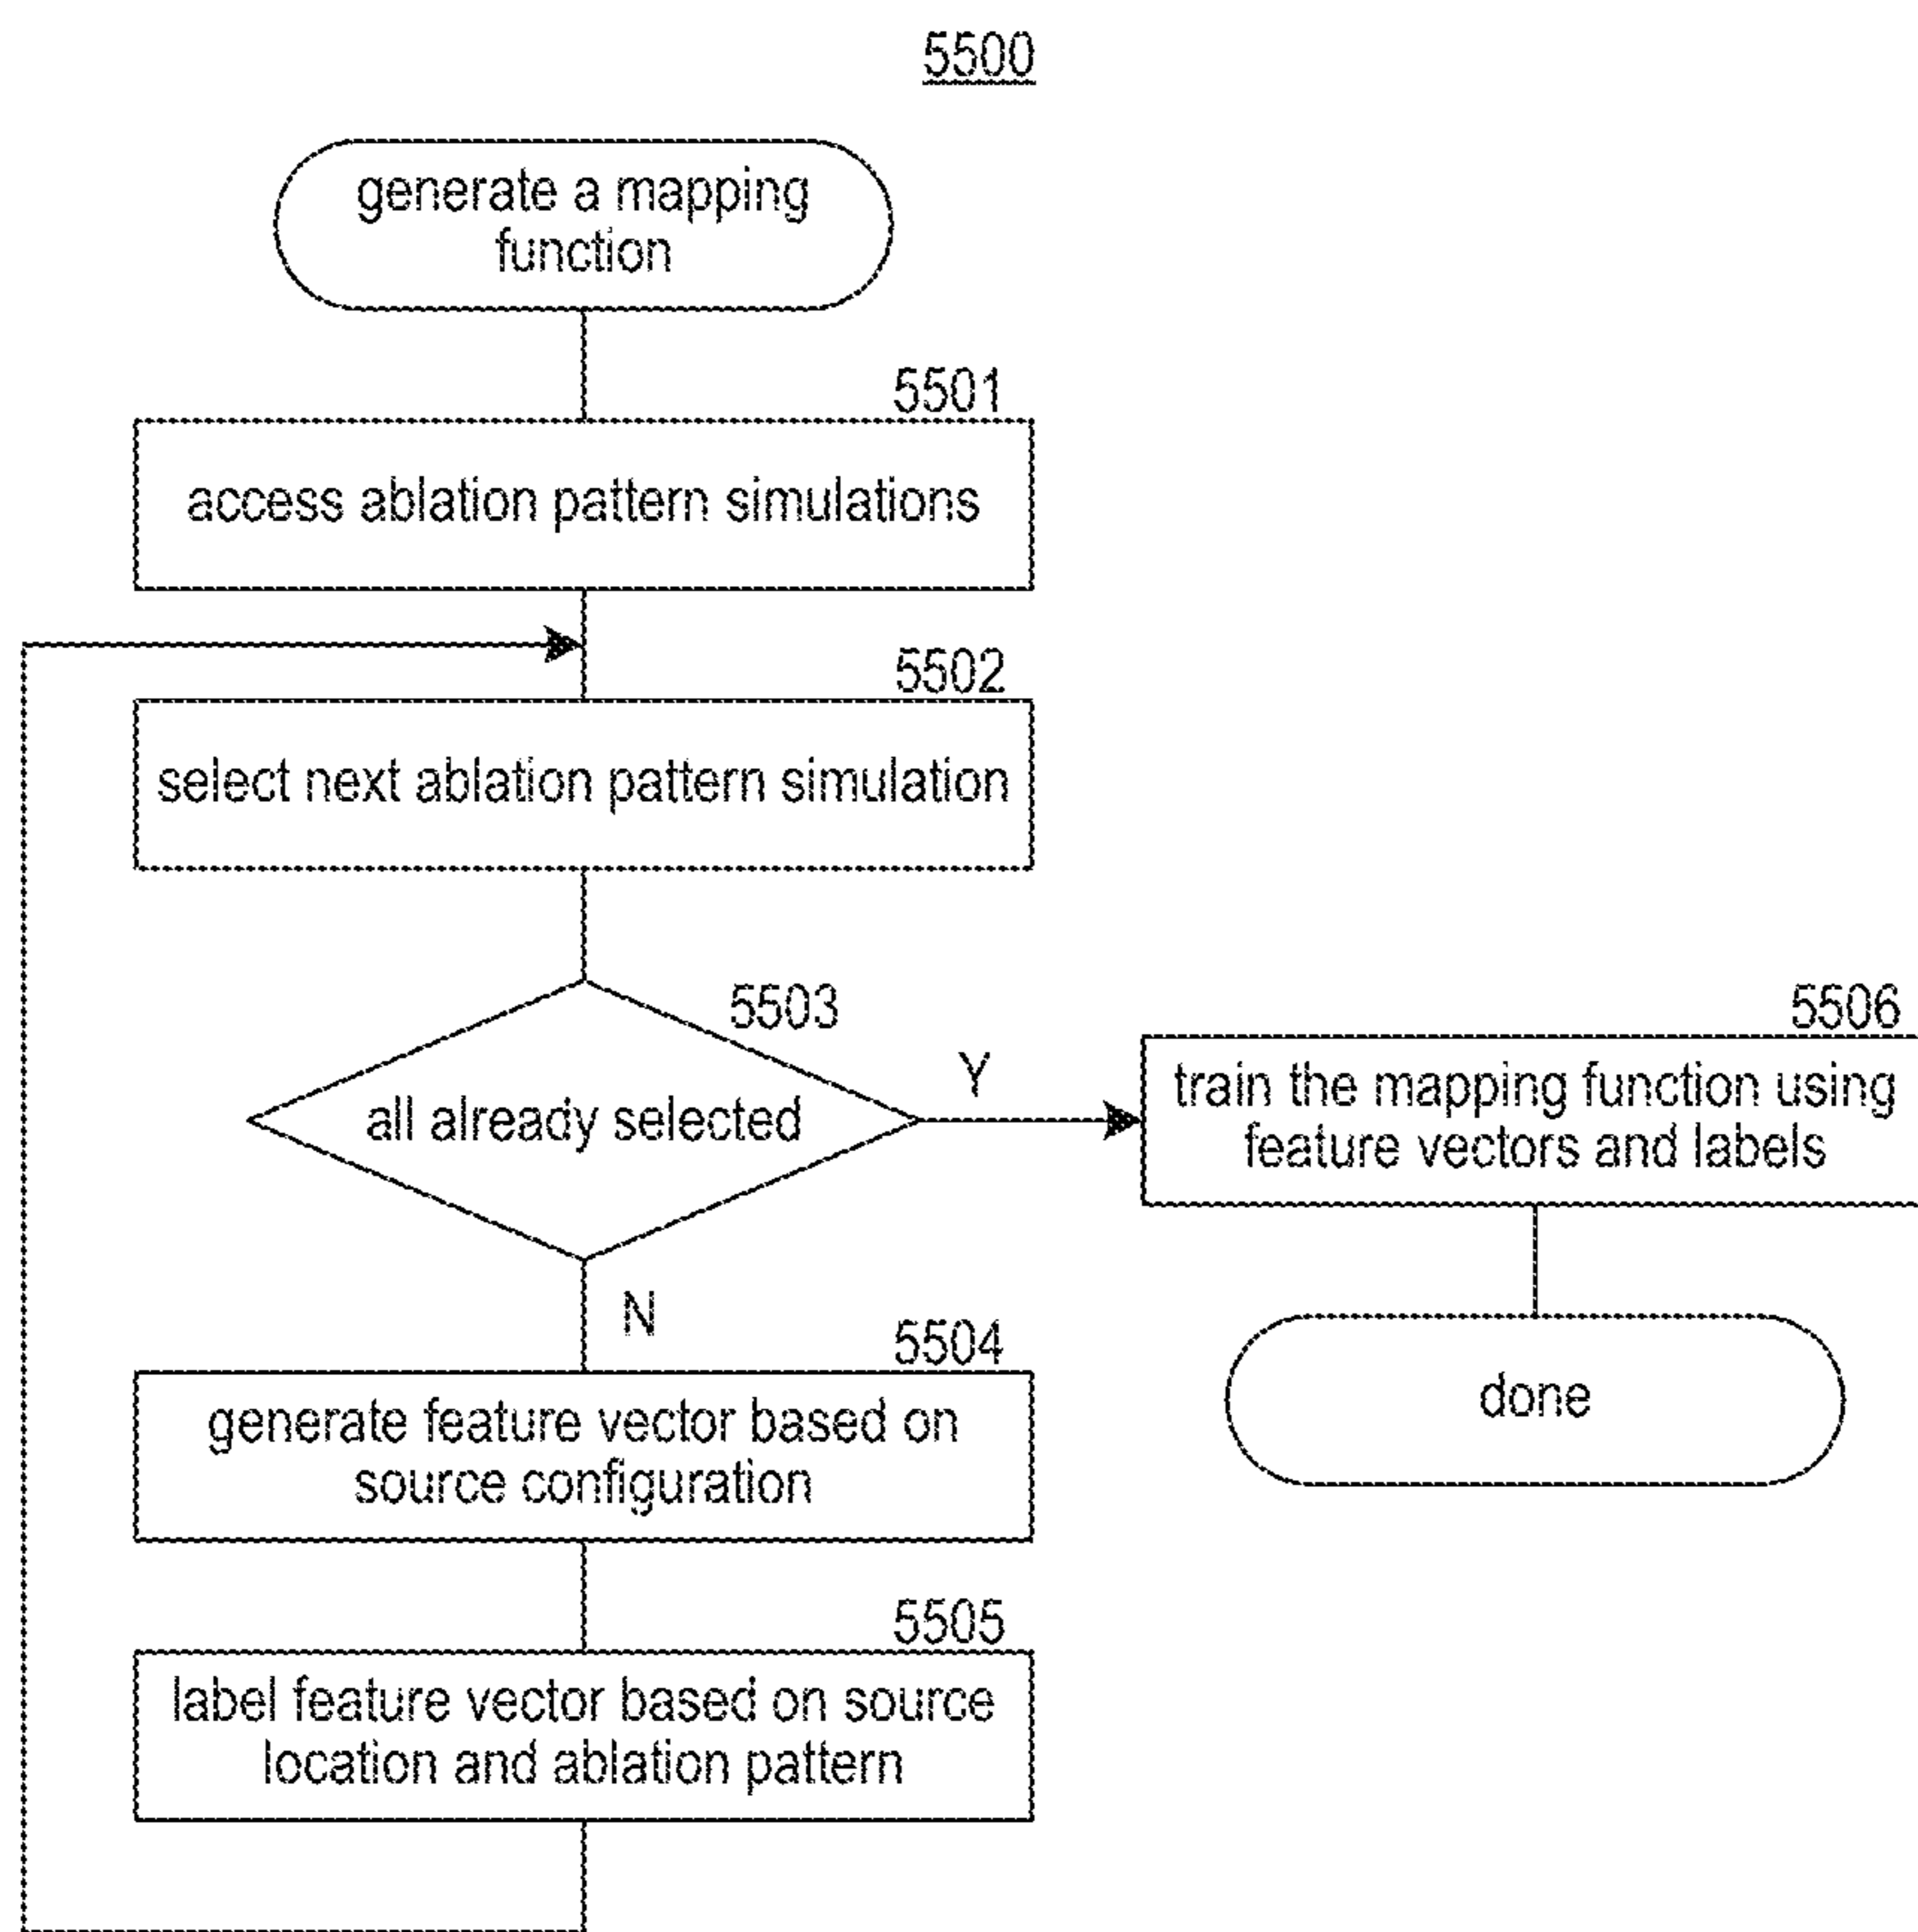 5500
generate a mapping
function
5501
access ablation pattern simulations
5502
select next ablation pattern simulation
5503
all already selected
Y
N
5504
generate feature vector based on
source configuration
5505
label feature vector based on source
location and ablation pattern
5506
train the mapping function using
feature vectors and labels
done